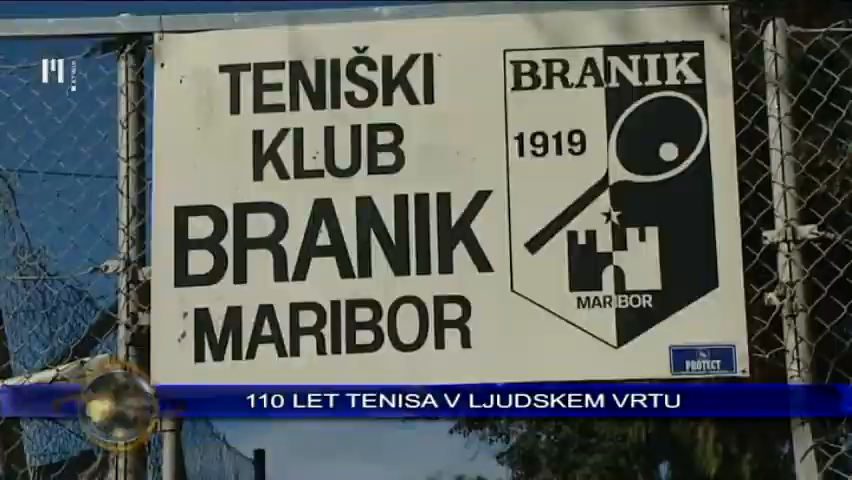 TENIŠKI
KLUB
BRANIK
MARIBOR
BRANIK
1919
MARIBOR
PROTECT
110 LET TENISA V LJUDSKEM VRTU